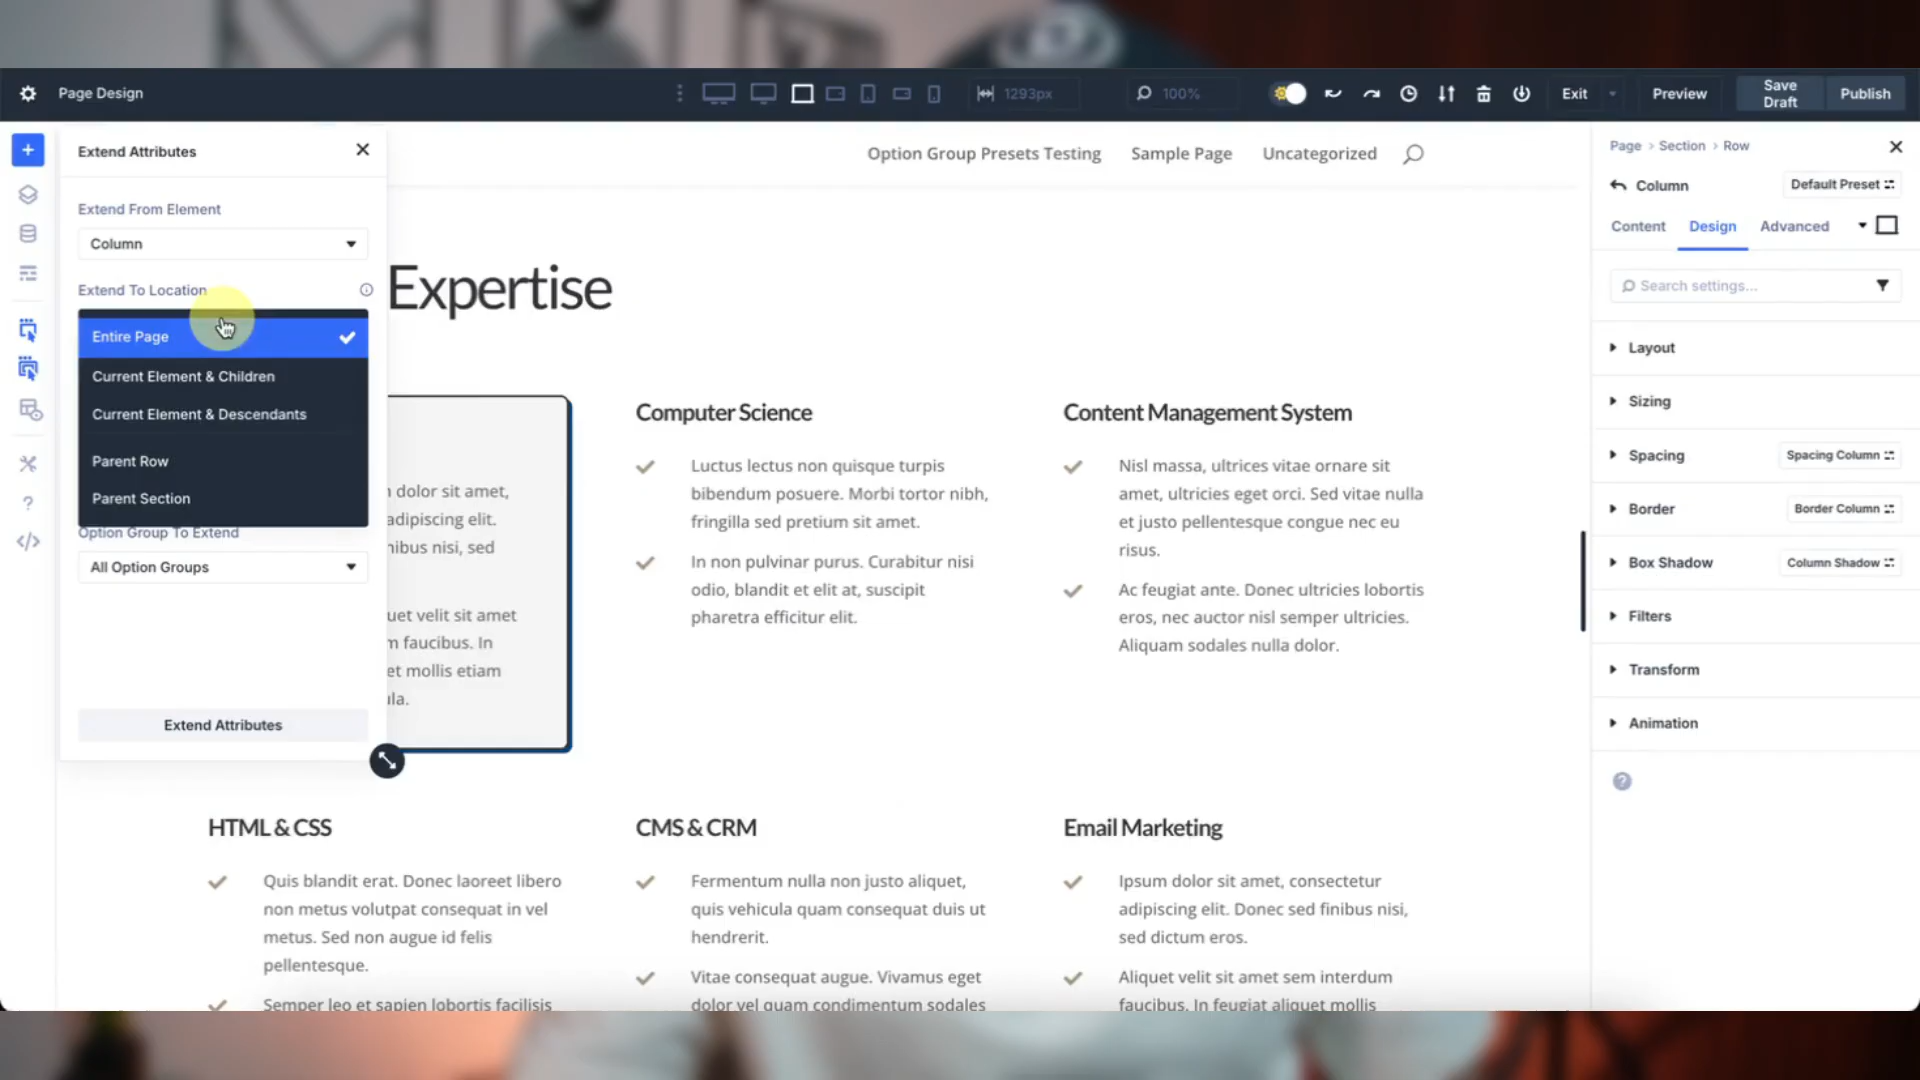 Page Design
1293px
100%
Exit
Preview
Save Draft
Publish
Extend Attributes
Extend From Element
Column
Extend To Location
Entire Page
Current Element & Children
Current Element & Descendants
Parent Row
Parent Section
Option Group To Extend
All Option Groups
Extend Attributes
Option Group Presets Testing
Sample Page
Uncategorized
Expertise
dolor sit amet,
adipiscing elit.
nibus nisi, sed
uet velit sit amet
m faucibus. In
et mollis etiam
ula.
Computer Science
Luctus lectus non quisque turpis
bibendum posuere. Morbi tortor nibh,
fringilla sed pretium sit amet.
In non pulvinar purus. Curabitur nisi
odio, blandit et elit at, suscipit
pharetra efficitur elit.
Content Management System
Nisl massa, ultrices vitae ornare sit
amet, ultricies eget orci. Sed vitae nulla
et justo pellentesque congue nec eu
risus.
Ac feugiat ante. Donec ultricies lobortis
eros, nec auctor nisl semper ultricies.
Aliquam sodales nulla dolor.
HTML & CSS
Quis blandit erat. Donec laoreet libero
non metus volutpat consequat in vel
metus. Sed non augue id felis
pellentesque.
Semper leo et sapien lobortis facilisis
CMS & CRM
Fermentum nulla non justo aliquet,
quis vehicula quam consequat duis ut
hendrerit.
Vitae consequat augue. Vivamus eget
dolor vel quam condimentum sodales
Email Marketing
Ipsum dolor sit amet, consectetur
adipiscing elit. Donec sed finibus nisi,
sed dictum eros.
Aliquet velit sit amet sem interdum
faucibus. In feugiat aliquet mollis
Page > Section > Row
Column
Default Preset
Content
Design
Advanced
Search settings...
Layout
Sizing
Spacing
Spacing Column
Border
Border Column
Box Shadow
Column Shadow
Filters
Transform
Animation